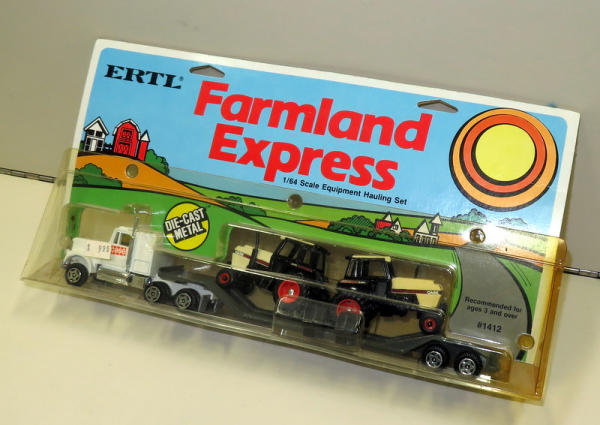 ERTL®
Farmland
Express
1/64 Scale Equipment Hauling Set
DIE-CAST
METAL
Recommended for
ages 3 and over
#1412